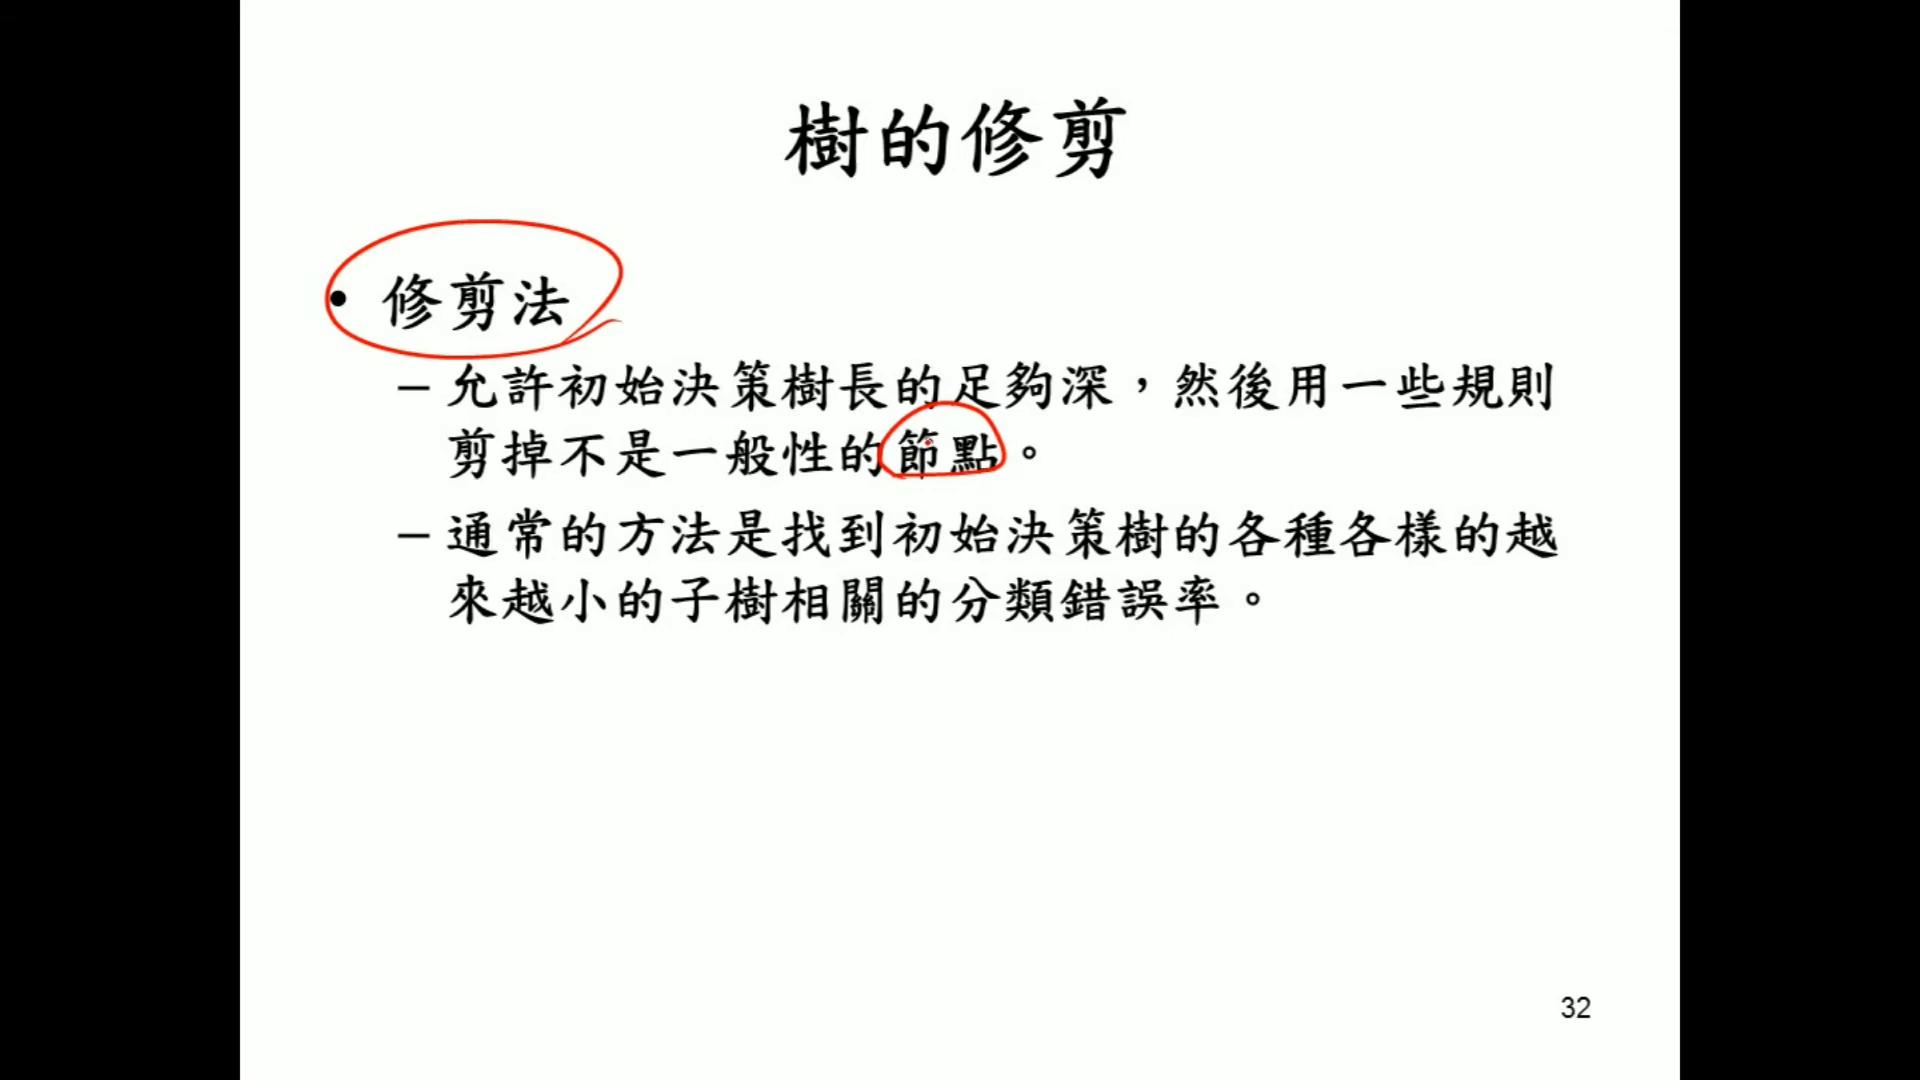 樹的修剪
• 修剪法
– 允許初始決策樹長的足夠深，然後用一些規則
剪掉不是一般性的節點。
– 通常的方法是找到初始決策樹的各種各樣的越
來越小的子樹相關的分類錯誤率。
32